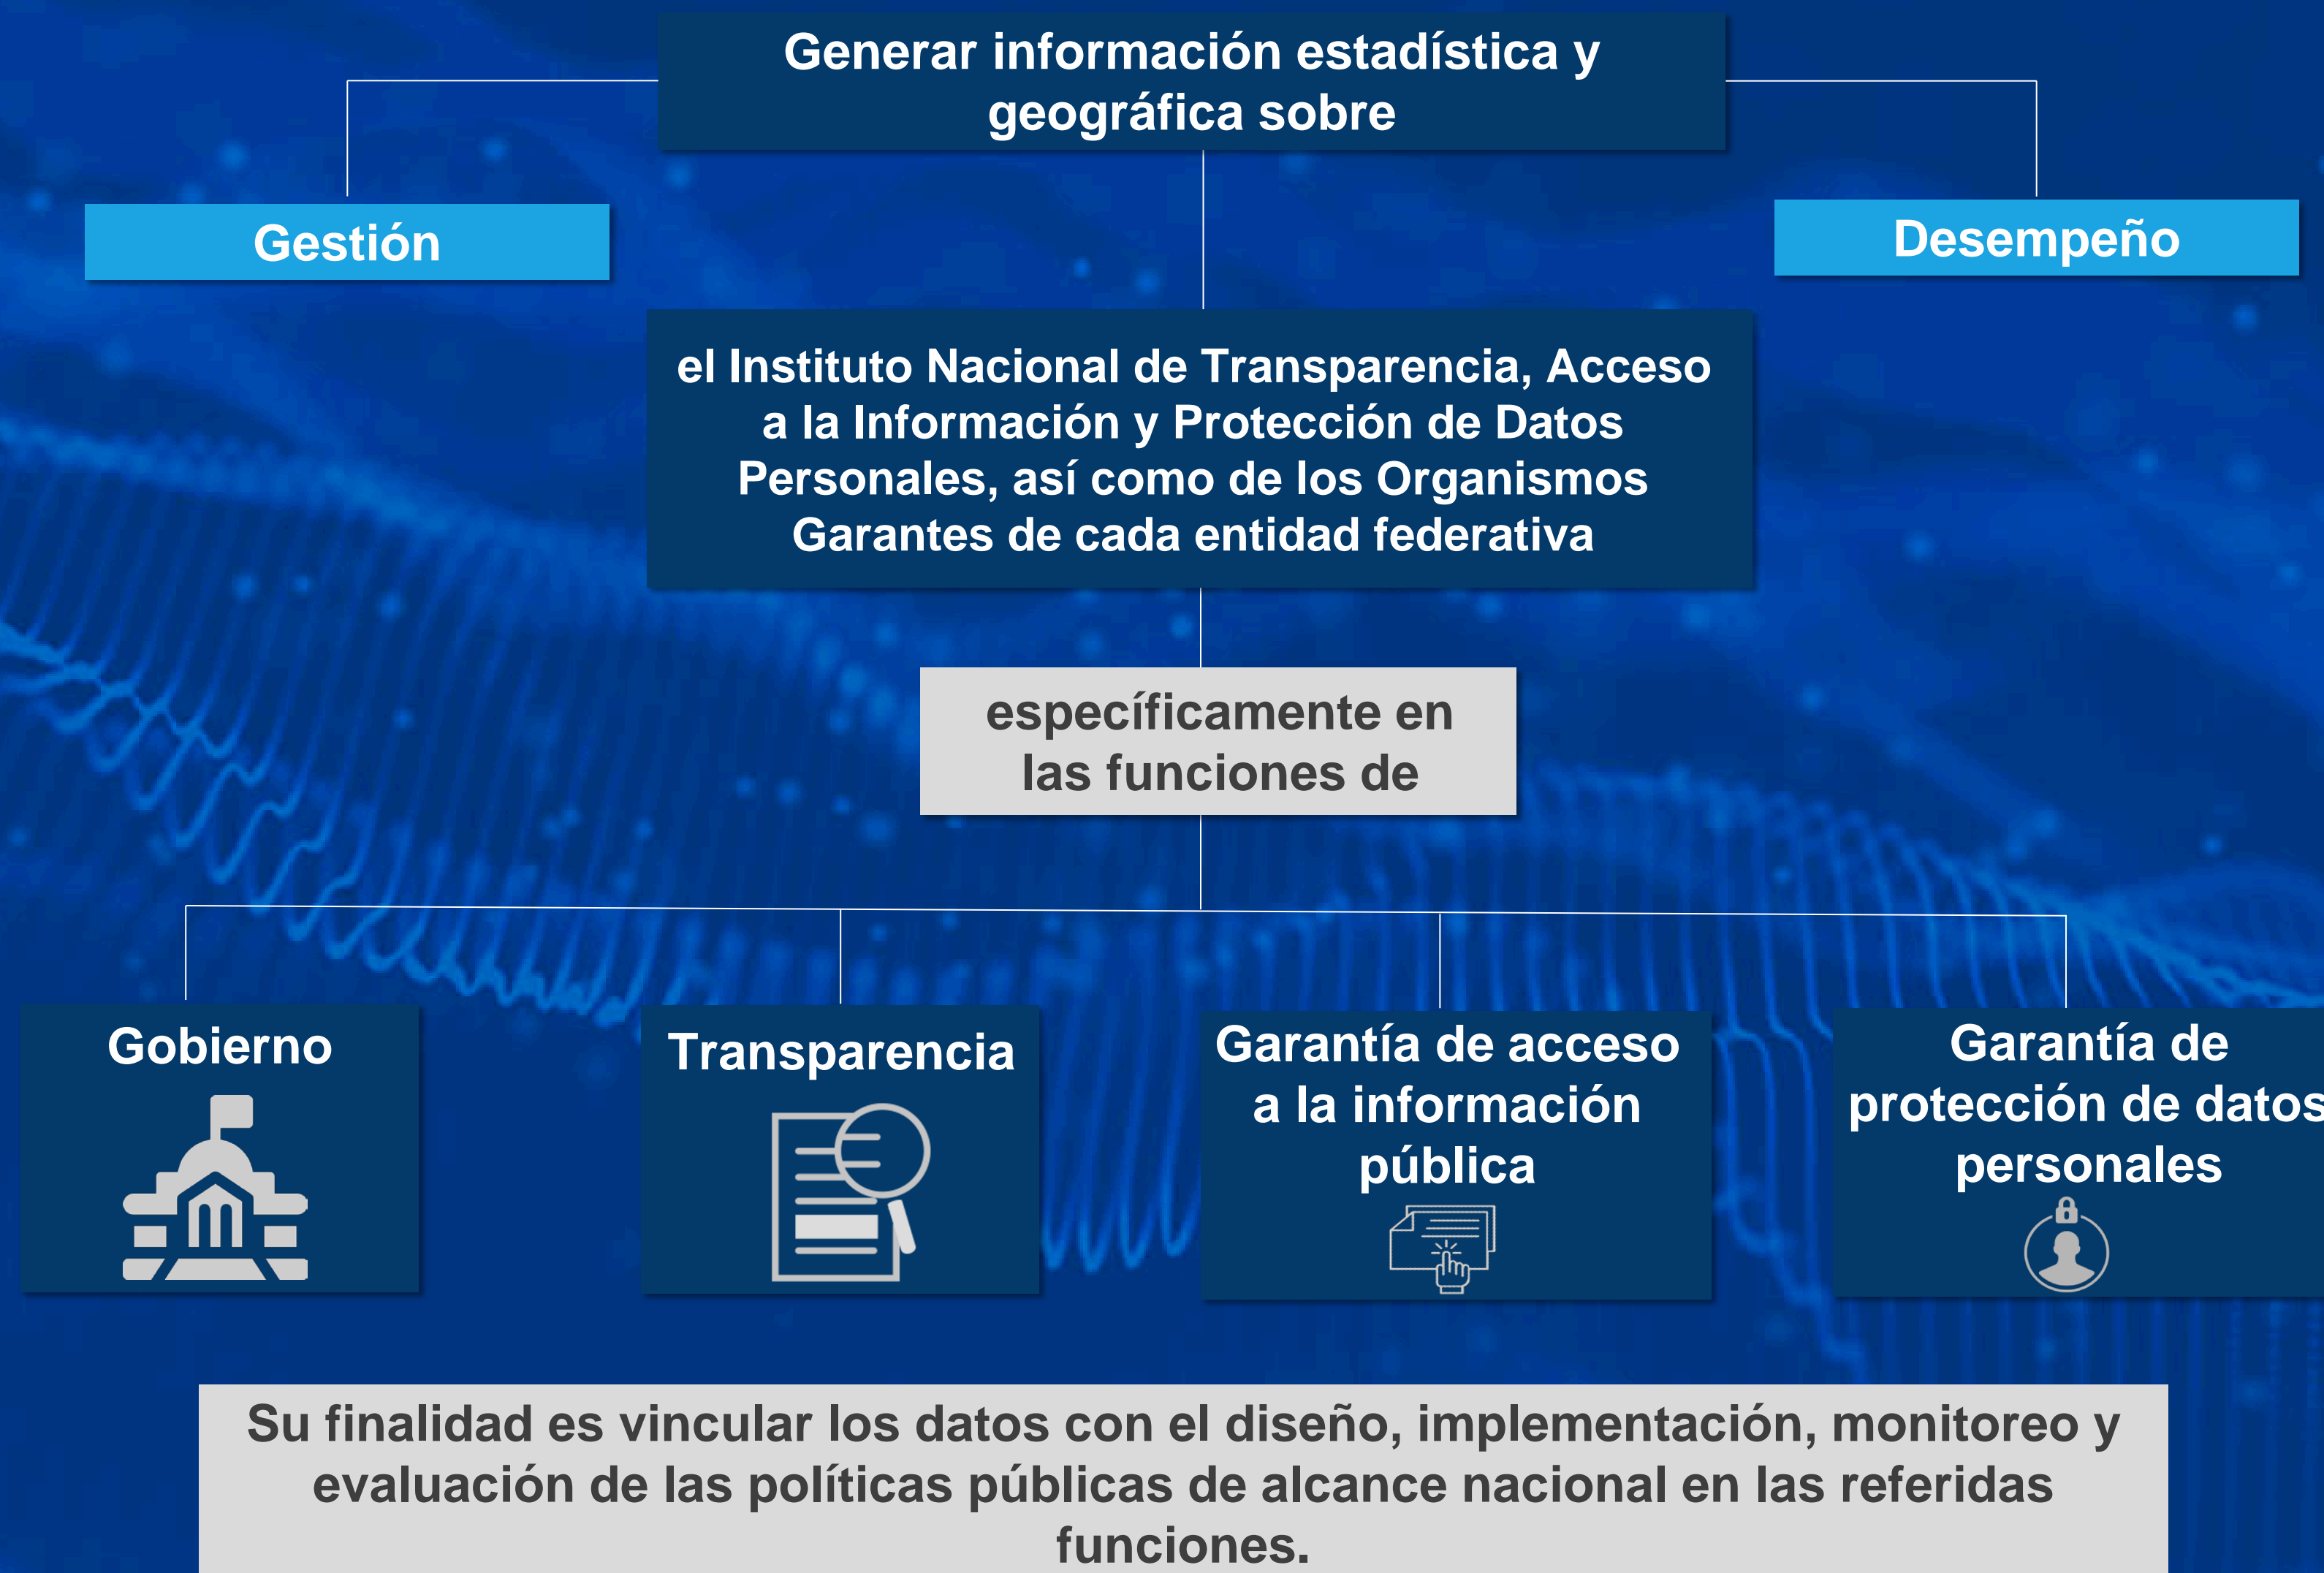 Generar información estadística y
geográfica sobre
Gestión
Desempeño
el Instituto Nacional de Transparencia, Acceso
a la Información y Protección de Datos
Personales, así como de los Organismos
Garantes de cada entidad federativa
específicamente en
las funciones de
Gobierno
Transparencia
Garantía de acceso
a la información
pública
Garantía de
protección de datos
personales
Su finalidad es vincular los datos con el diseño, implementación, monitoreo y
evaluación de las políticas públicas de alcance nacional en las referidas
funciones.